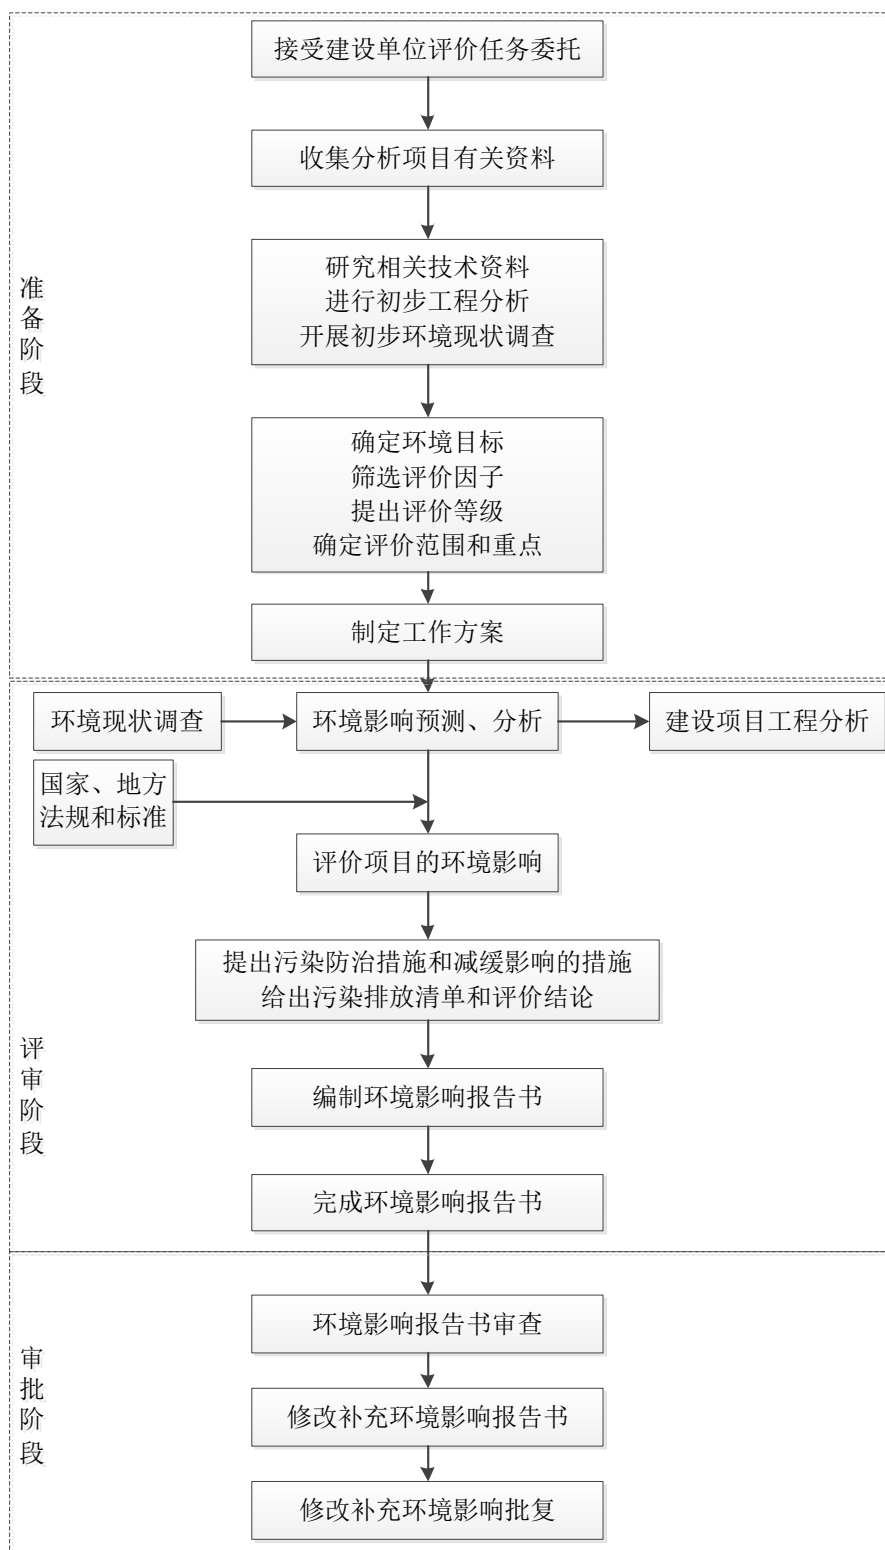 接受建设单位评价任务委托
收集分析项目有关资料
研究相关技术资料
进行初步工程分析
开展初步环境现状调查
准
备
阶
段
确定环境目标
筛选评价因子
提出评价等级
确定评价范围和重点
制定工作方案
环境现状调查
环境影响预测、分析
建设项目工程分析
国家、地方
法规和标准
评价项目的环境影响
提出污染防治措施和减缓影响的措施
给出污染排放清单和评价结论
评
审
阶
段
编制环境影响报告书
完成环境影响报告书
环境影响报告书审查
审
批
阶
段
修改补充环境影响报告书
修改补充环境影响批复